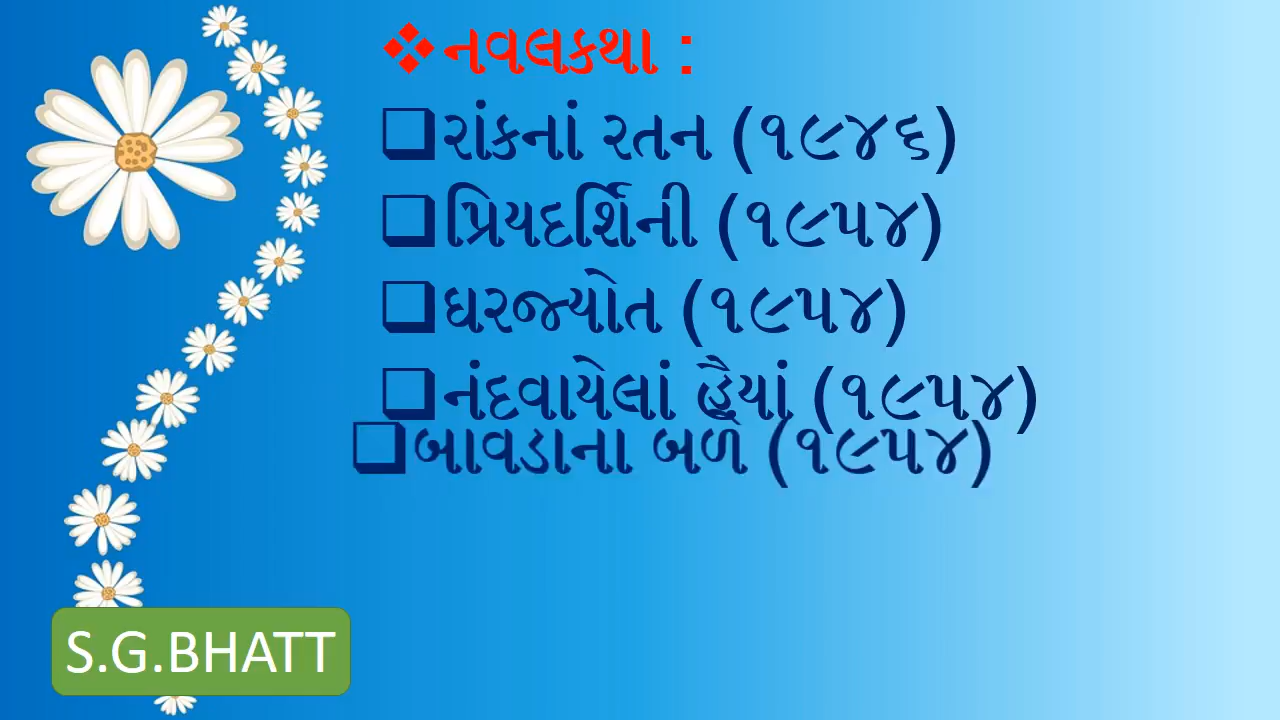 ❖નવલકથા :
❑રાંકનાં રતન (૧૯૪૬)
❑પ્રિયદર્શિની (૧૯૫૪)
❑ઘરજ્યોત (૧૯૫૪)
❑નંદવાયેલાં હૈયાં (૧૯૫૪)
❑બાવડાના બળે (૧૯૫૪)
S.G.BHATT